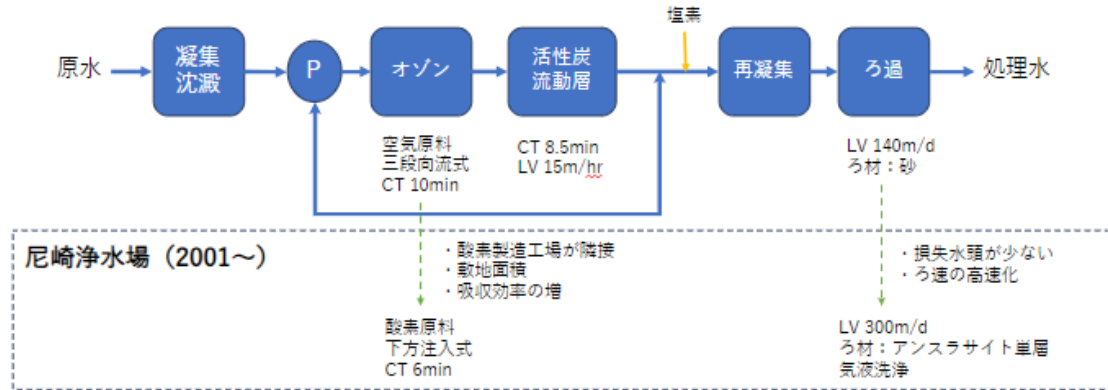 塩素
原水
凝集
沈澱
P
オゾン
活性炭
流動層
再凝集
ろ過
処理水
空気原料
三段向流式
CT 10min
CT 8.5min
LV 15m/hr
LV 140m/d
ろ材：砂
尼崎浄水場（2001～）
・酸素製造工場が隣接
・敷地面積
・吸収効率の増
・損失水頭が少ない
・ろ速の高速化
酸素原料
下方注入式
CT 6min
LV 300m/d
ろ材：アンスラサイト単層
気液洗浄